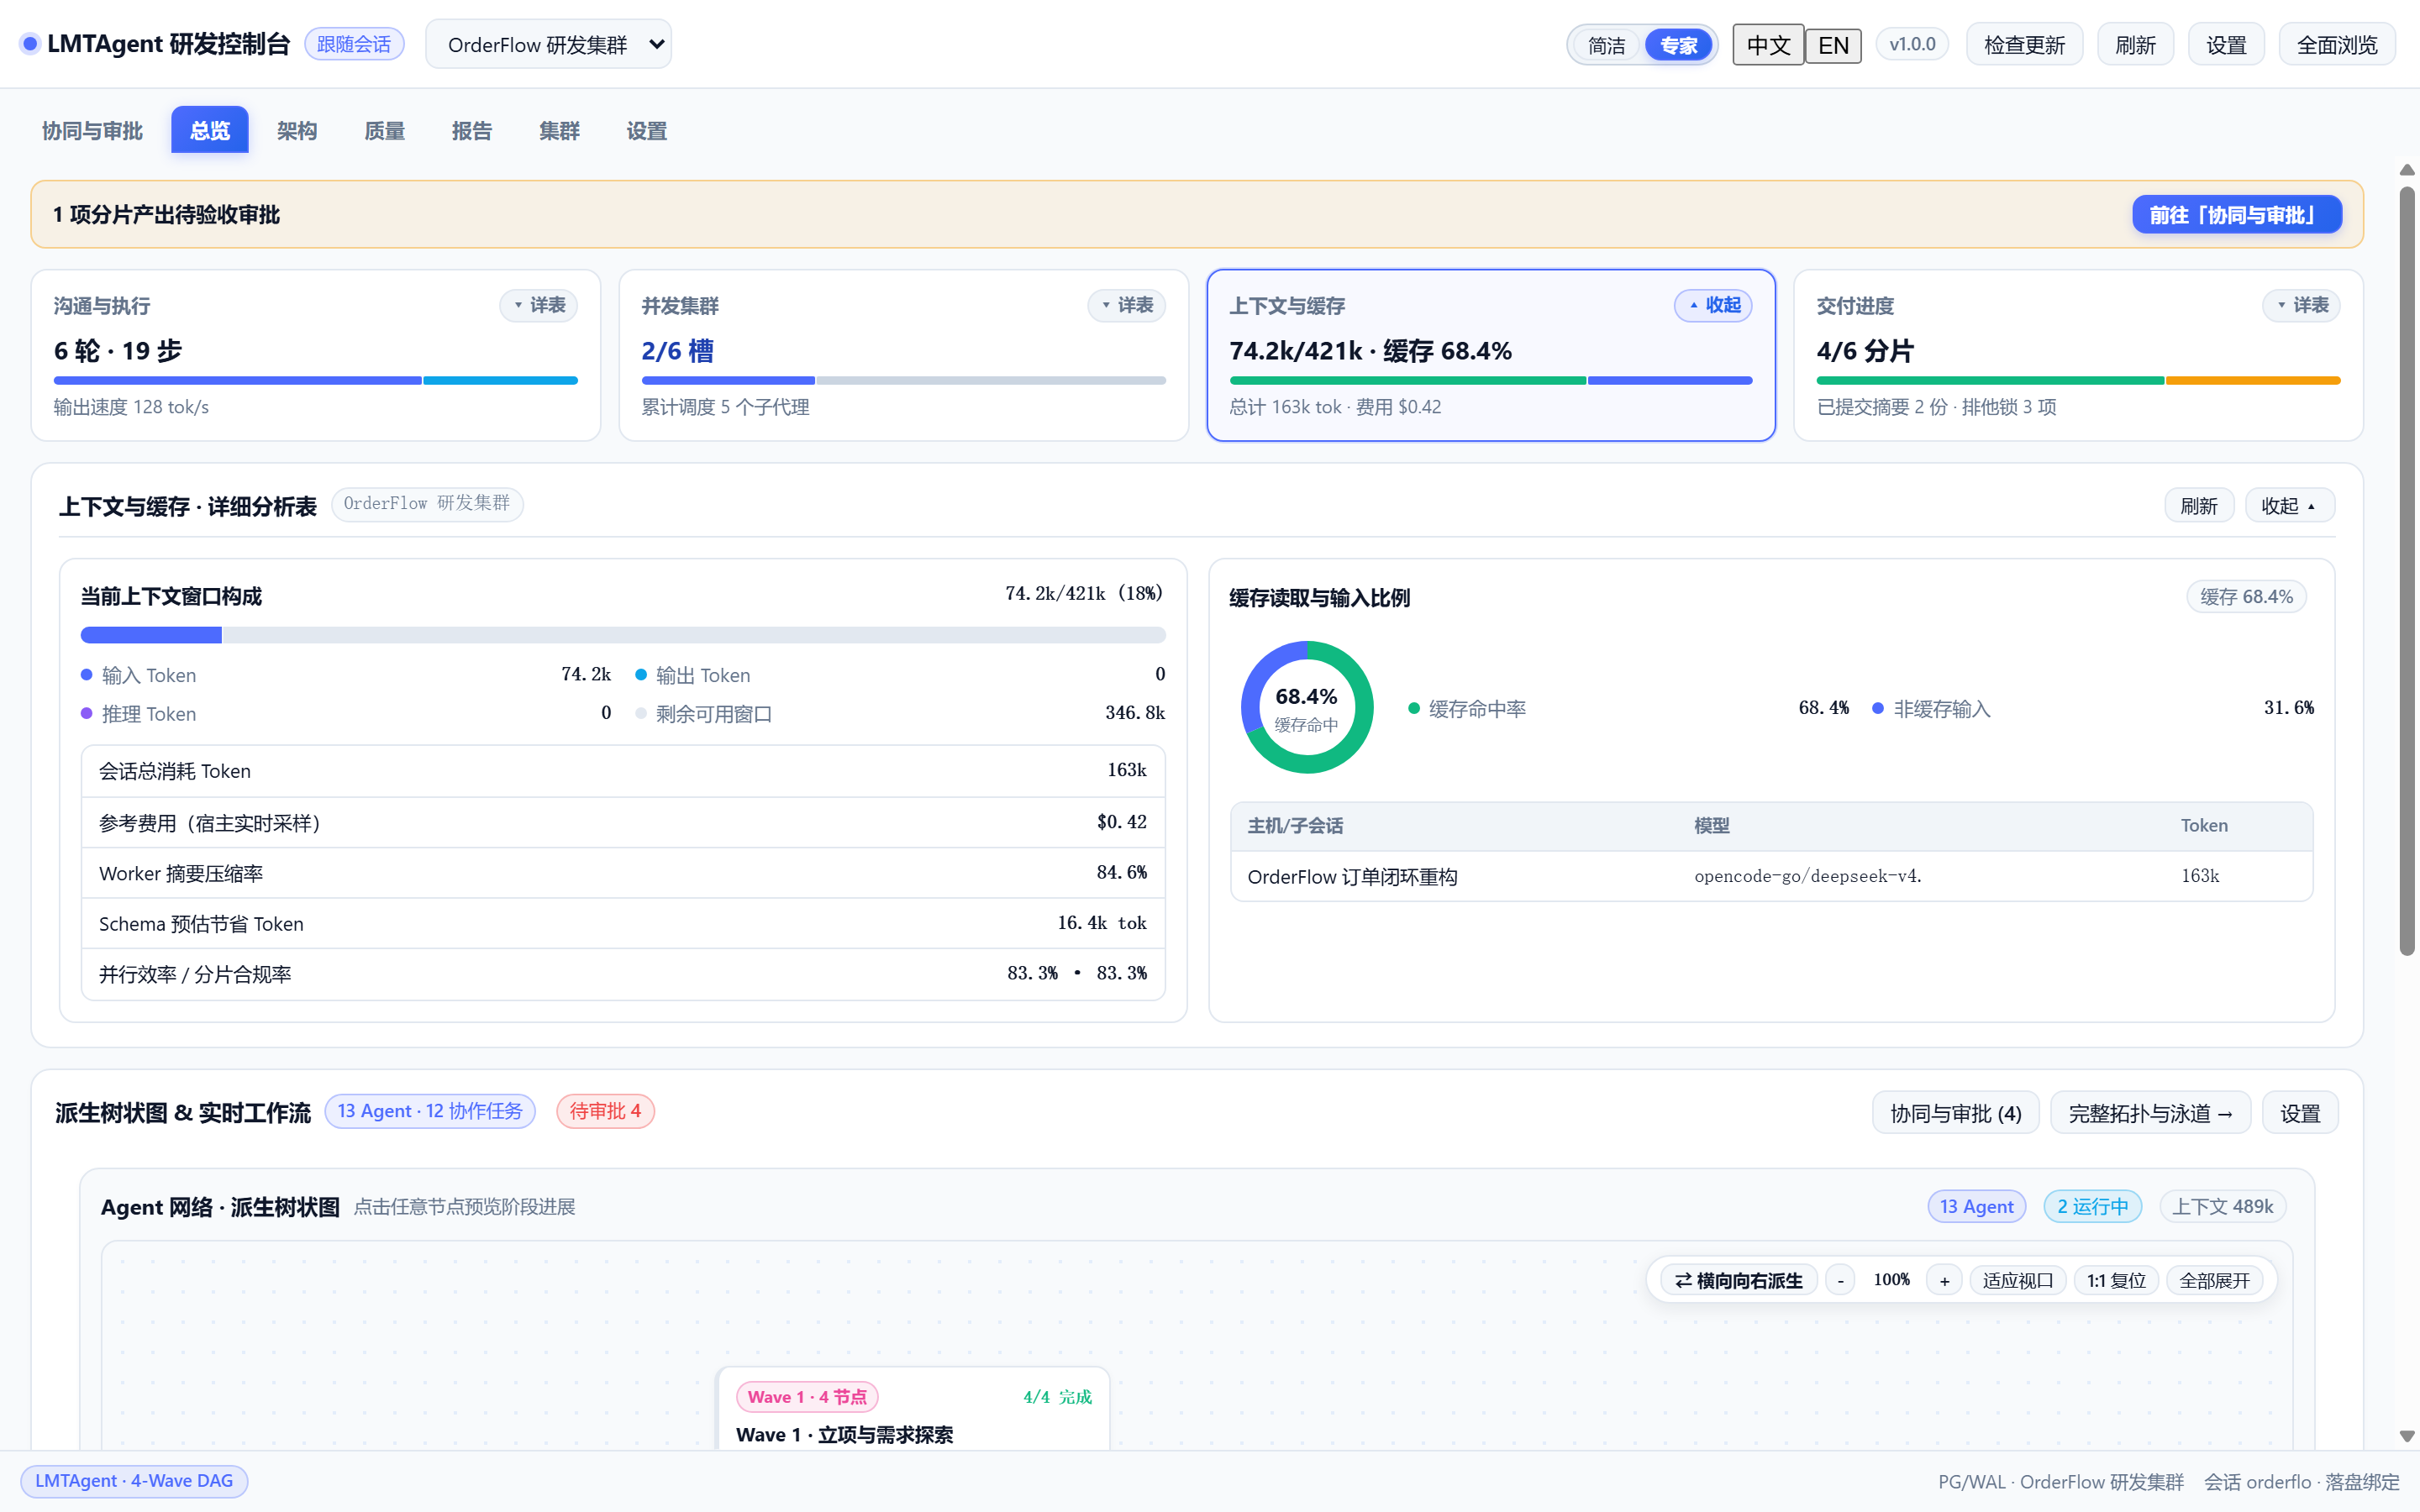 LMTAgent 研发控制台 跟随会话 OrderFlow 研发集群 简洁 专家 中文 EN v1.0.0 检查更新 刷新 设置 全面浏览
协同与审批 总览 架构 质量 报告 集群 设置
1 项分片产出待验收审批 前往「协同与审批」
沟通与执行 ▾ 详表
6 轮 · 19 步
输出速度 128 tok/s
并发集群 ▾ 详表
2/6 槽
累计调度 5 个子代理
上下文与缓存 ▴ 收起
74.2k/421k · 缓存 68.4%
总计 163k tok · 费用 $0.42
交付进度 ▾ 详表
4/6 分片
已提交摘要 2 份 · 排他锁 3 项
上下文与缓存 · 详细分析表 OrderFlow 研发集群 刷新 收起 ▴
当前上下文窗口构成 74.2k/421k (18%)
输入 Token 74.2k 输出 Token 0
推理 Token 0 剩余可用窗口 346.8k
会话总消耗 Token 163k
参考费用（宿主实时采样） $0.42
Worker 摘要压缩率 84.6%
Schema 预估节省 Token 16.4k tok
并行效率 / 分片合规率 83.3% • 83.3%
缓存读取与输入比例 缓存 68.4%
68.4%
缓存命中
缓存命中率 68.4% 非缓存输入 31.6%
主机/子会话 模型 Token
OrderFlow 订单闭环重构 opencode-go/deepseek-v4. 163k
派生树状图 & 实时工作流 13 Agent · 12 协作任务 待审批 4 协同与审批 (4) 完整拓扑与泳道 → 设置
Agent 网络 · 派生树状图 点击任意节点预览阶段进展 13 Agent 2 运行中 上下文 489k
⇄ 横向向右派生 - 100% + 适应视口 1:1 复位 全部展开
Wave 1 · 4 节点 4/4 完成
Wave 1 · 立项与需求探索
LMTAgent · 4-Wave DAG PG/WAL · OrderFlow 研发集群 会话 orderflo · 落盘绑定